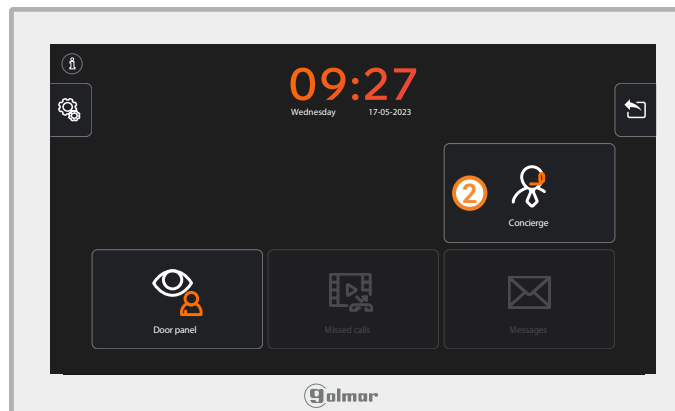 09:27
Wednesday 17-05-2023
2
Concierge
Door panel
Missed calls
Messages
golmar